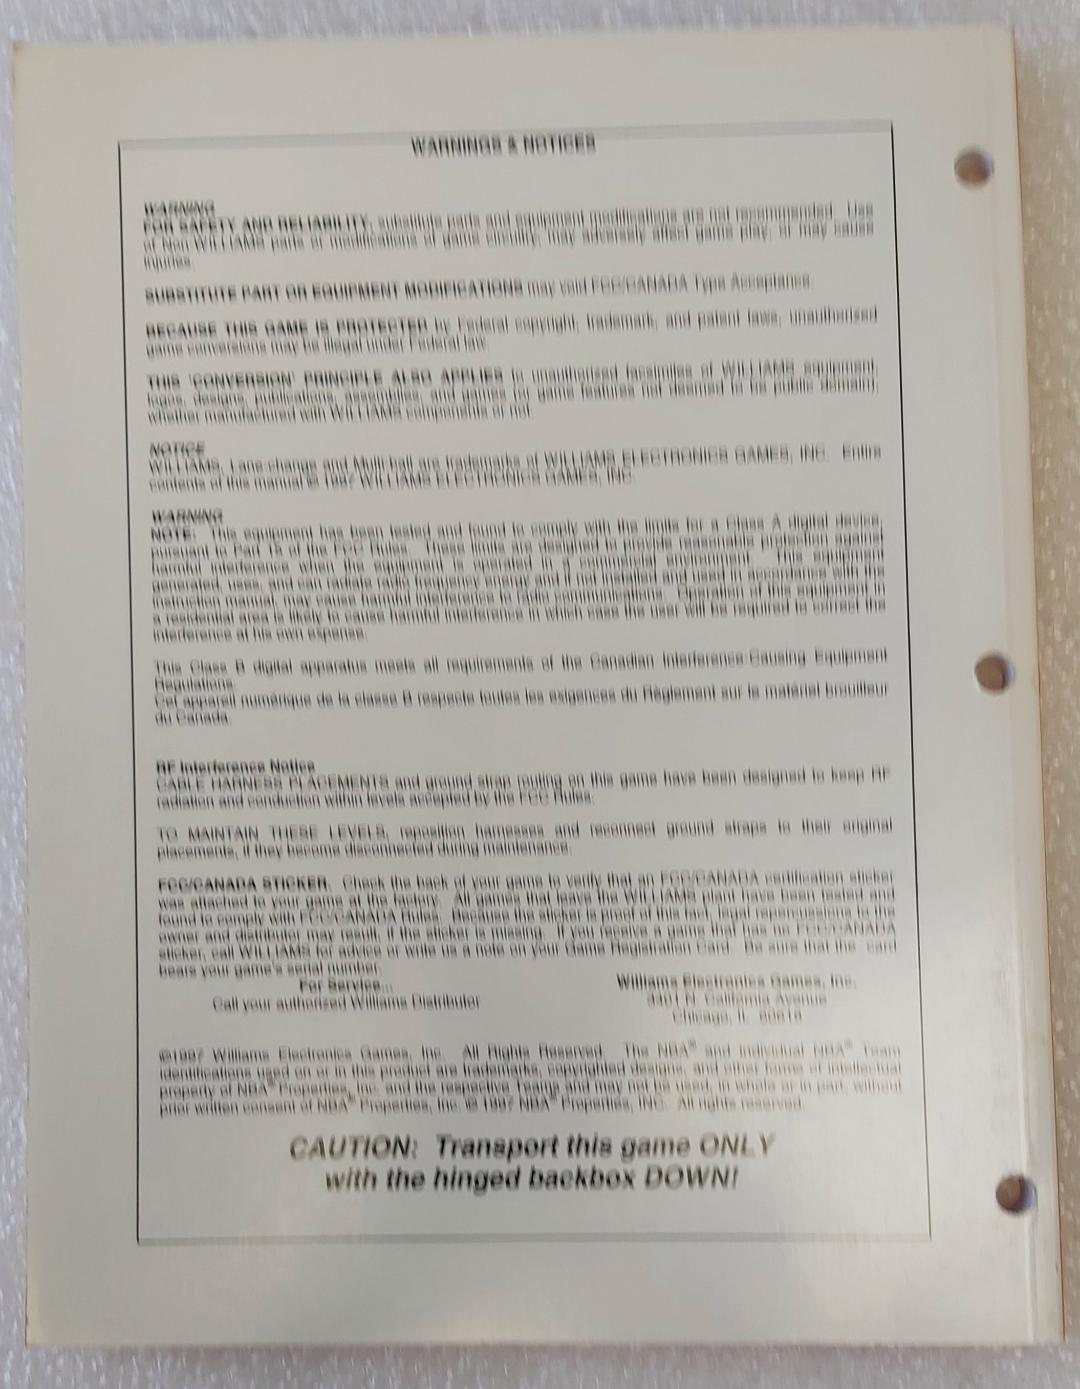 WARNINGS & NOTICES
WARNING
FOR SAFETY AND RELIABILITY, substitute parts and equipment modifications are not recommended. Use
of Non-WILLIAMS parts or modifications of game circuitry, may adversely affect game play, or may cause
injuries.
SUBSTITUTE PART OR EQUIPMENT MODIFICATIONS may void FCC/CANADA Type Acceptance.
BECAUSE THIS GAME IS PROTECTED by Federal copyright, trademark, and patent laws, unauthorized
game conversions may be illegal under Federal law.
THIS 'CONVERSION' PRINCIPLE ALSO APPLIES to unauthorized facsimiles of WILLIAMS equipment,
logos, designs, publications, assemblies, and games (or game features not deemed to be public domain),
whether manufactured with WILLIAMS components or not.
NOTICE
WILLIAMS, Lane-change and Multi-ball are trademarks of WILLIAMS ELECTRONICS GAMES, INC. Entire
contents of this manual © 1997 WILLIAMS ELECTRONICS GAMES, INC.
WARNING
NOTE: This equipment has been tested and found to comply with the limits for a Class A digital device,
pursuant to Part 15 of the FCC Rules. These limits are designed to provide reasonable protection against
harmful interference when the equipment is operated in a commercial environment. This equipment
generated, uses, and can radiate radio frequency energy and if not installed and used in accordance with the
instruction manual, may cause harmful interference to radio communications. Operation of this equipment in
a residential area is likely to cause harmful interference in which case the user will be required to correct the
interference at his own expense.
This Class B digital apparatus meets all requirements of the Canadian Interference-Causing Equipment
Regulations.
Cet appareil numérique de la classe B respecte toutes les exigences du Règlement sur le matérial brouilleur
du Canada.
RF Interference Notice
CABLE HARNESS PLACEMENTS and ground strap routing on this game have been designed to keep RF
radiation and conduction within levels accepted by the FCC Rules.
TO MAINTAIN THESE LEVELS, reposition harnesses and reconnect ground straps to their original
placements, if they become disconnected during maintenance.
FCC/CANADA STICKER. Check the back of your game to verify that an FCC/CANADA certification sticker
was attached to your game at the factory. All games that leave the WILLIAMS plant have been tested and
found to comply with FCC/CANADA Rules. Because the sticker is proof of this fact, legal repercussions to the
owner and distributor may result, if the sticker is missing. If you receive a game that has no FCC/CANADA
sticker, call WILLIAMS for advice or write us a note on your Game Registration Card. Be sure that the card
bears your game's serial number.
For Service...
Call your authorized Williams Distributor
Williams Electronics Games, Inc.
3401 N. California Avenue
Chicago, IL 60618
©1997 Williams Electronics Games, Inc. All Rights Reserved. The NBA® and individual NBA® Team
identifications used on or in this product are trademarks, copyrighted designs, and other forms of intellectual
property of NBA® Properties, Inc. and the respective Teams and may not be used, in whole or in part, without
prior written consent of NBA® Properties, Inc. © 1997 NBA® Properties, INC. All rights reserved.
CAUTION: Transport this game ONLY
with the hinged backbox DOWN!